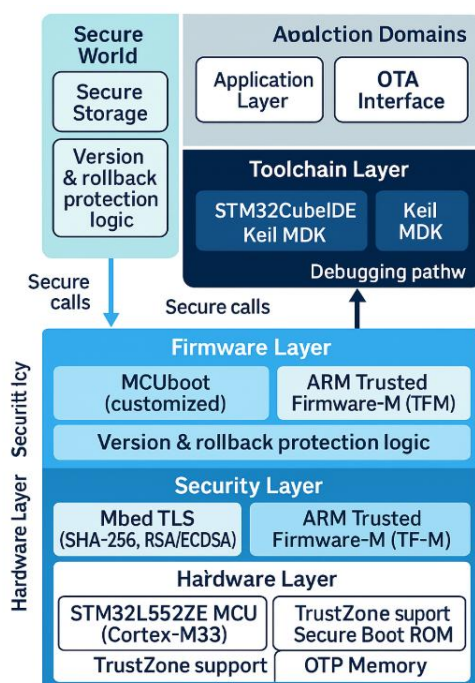 Secure
World
Secure
Storage
Version
& rollback
protection
logic
Avalɑction Domains
Application
Layer
OTA
Interface
Toolchain Layer
STM32CubeIDE
Keil MDK
Keil
MDK
Debugging pathw
Secure
calls
Secure calls
Securitt lcy
Firmware Layer
MCUboot
(customized)
ARM Trusted
Firmware-M (TFM)
Version & rollback protection logic
Hardware Layer
Security Layer
Mbed TLS
(SHA-256, RSA/ECDSA)
ARM Trusted
Firmware-M (TF-M)
Hardware Layer
STM32L552ZE MCU
(Cortex-M33)
TrustZone suport
Secure Boot ROM
TrustZone support
OTP Memory